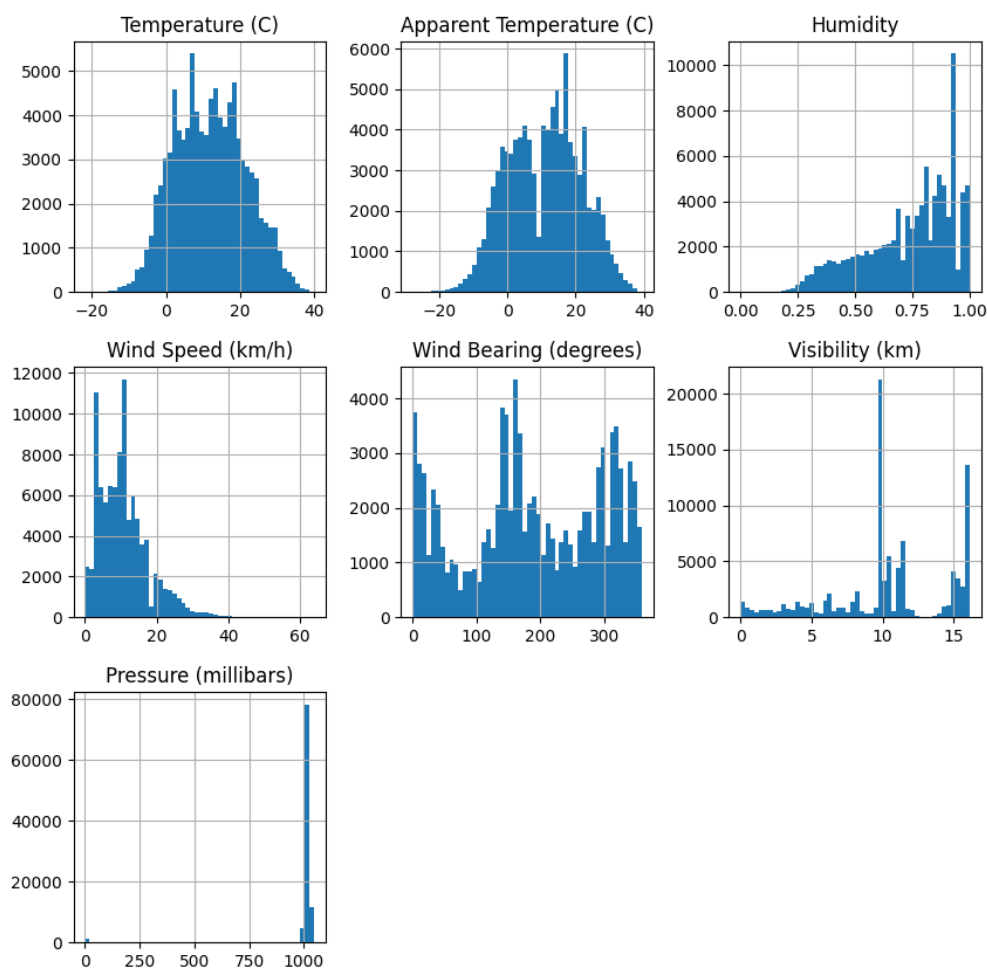 Temperature (C)
5000
4000
3000
2000
1000
0
−20 0 20 40
Apparent Temperature (C)
6000
5000
4000
3000
2000
1000
0
−20 0 20 40
Humidity
10000
8000
6000
4000
2000
0
0.00 0.25 0.50 0.75 1.00
Wind Speed (km/h)
12000
10000
8000
6000
4000
2000
0
0 20 40 60
Wind Bearing (degrees)
4000
3000
2000
1000
0
0 100 200 300
Visibility (km)
20000
15000
10000
5000
0
0 5 10 15
Pressure (millibars)
80000
60000
40000
20000
0
0 250 500 750 1000